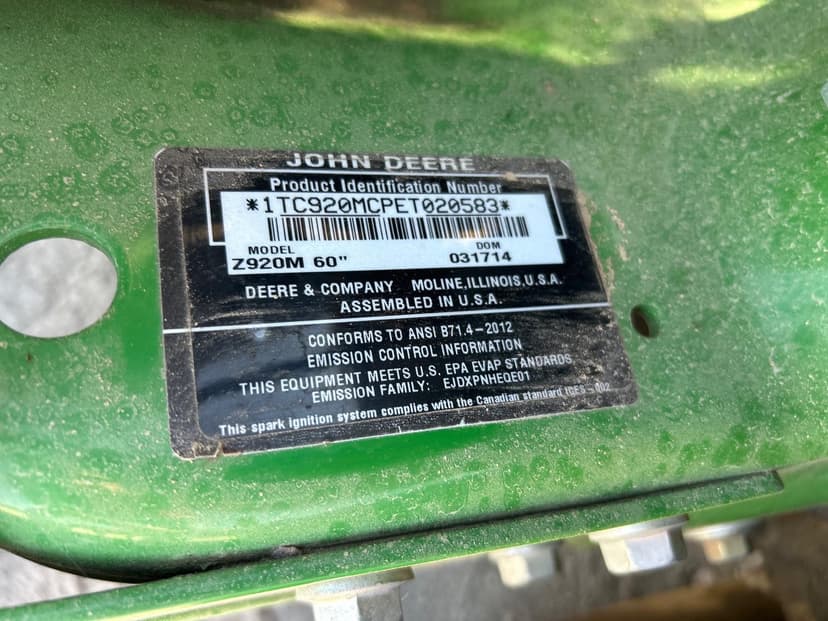 JOHN DEERE
Product Identification Number
*1TC920MCPET020583*
MODEL DOM
Z920M 60" 031714
DEERE & COMPANY MOLINE, ILLINOIS, U.S.A.
ASSEMBLED IN U.S.A.
CONFORMS TO ANSI B71.4-2012
EMISSION CONTROL INFORMATION
THIS EQUIPMENT MEETS U.S. EPA EVAP STANDARDS
EMISSION FAMILY: EJDXPNHEQE01
This spark ignition system complies with the Canadian standard ICES-002